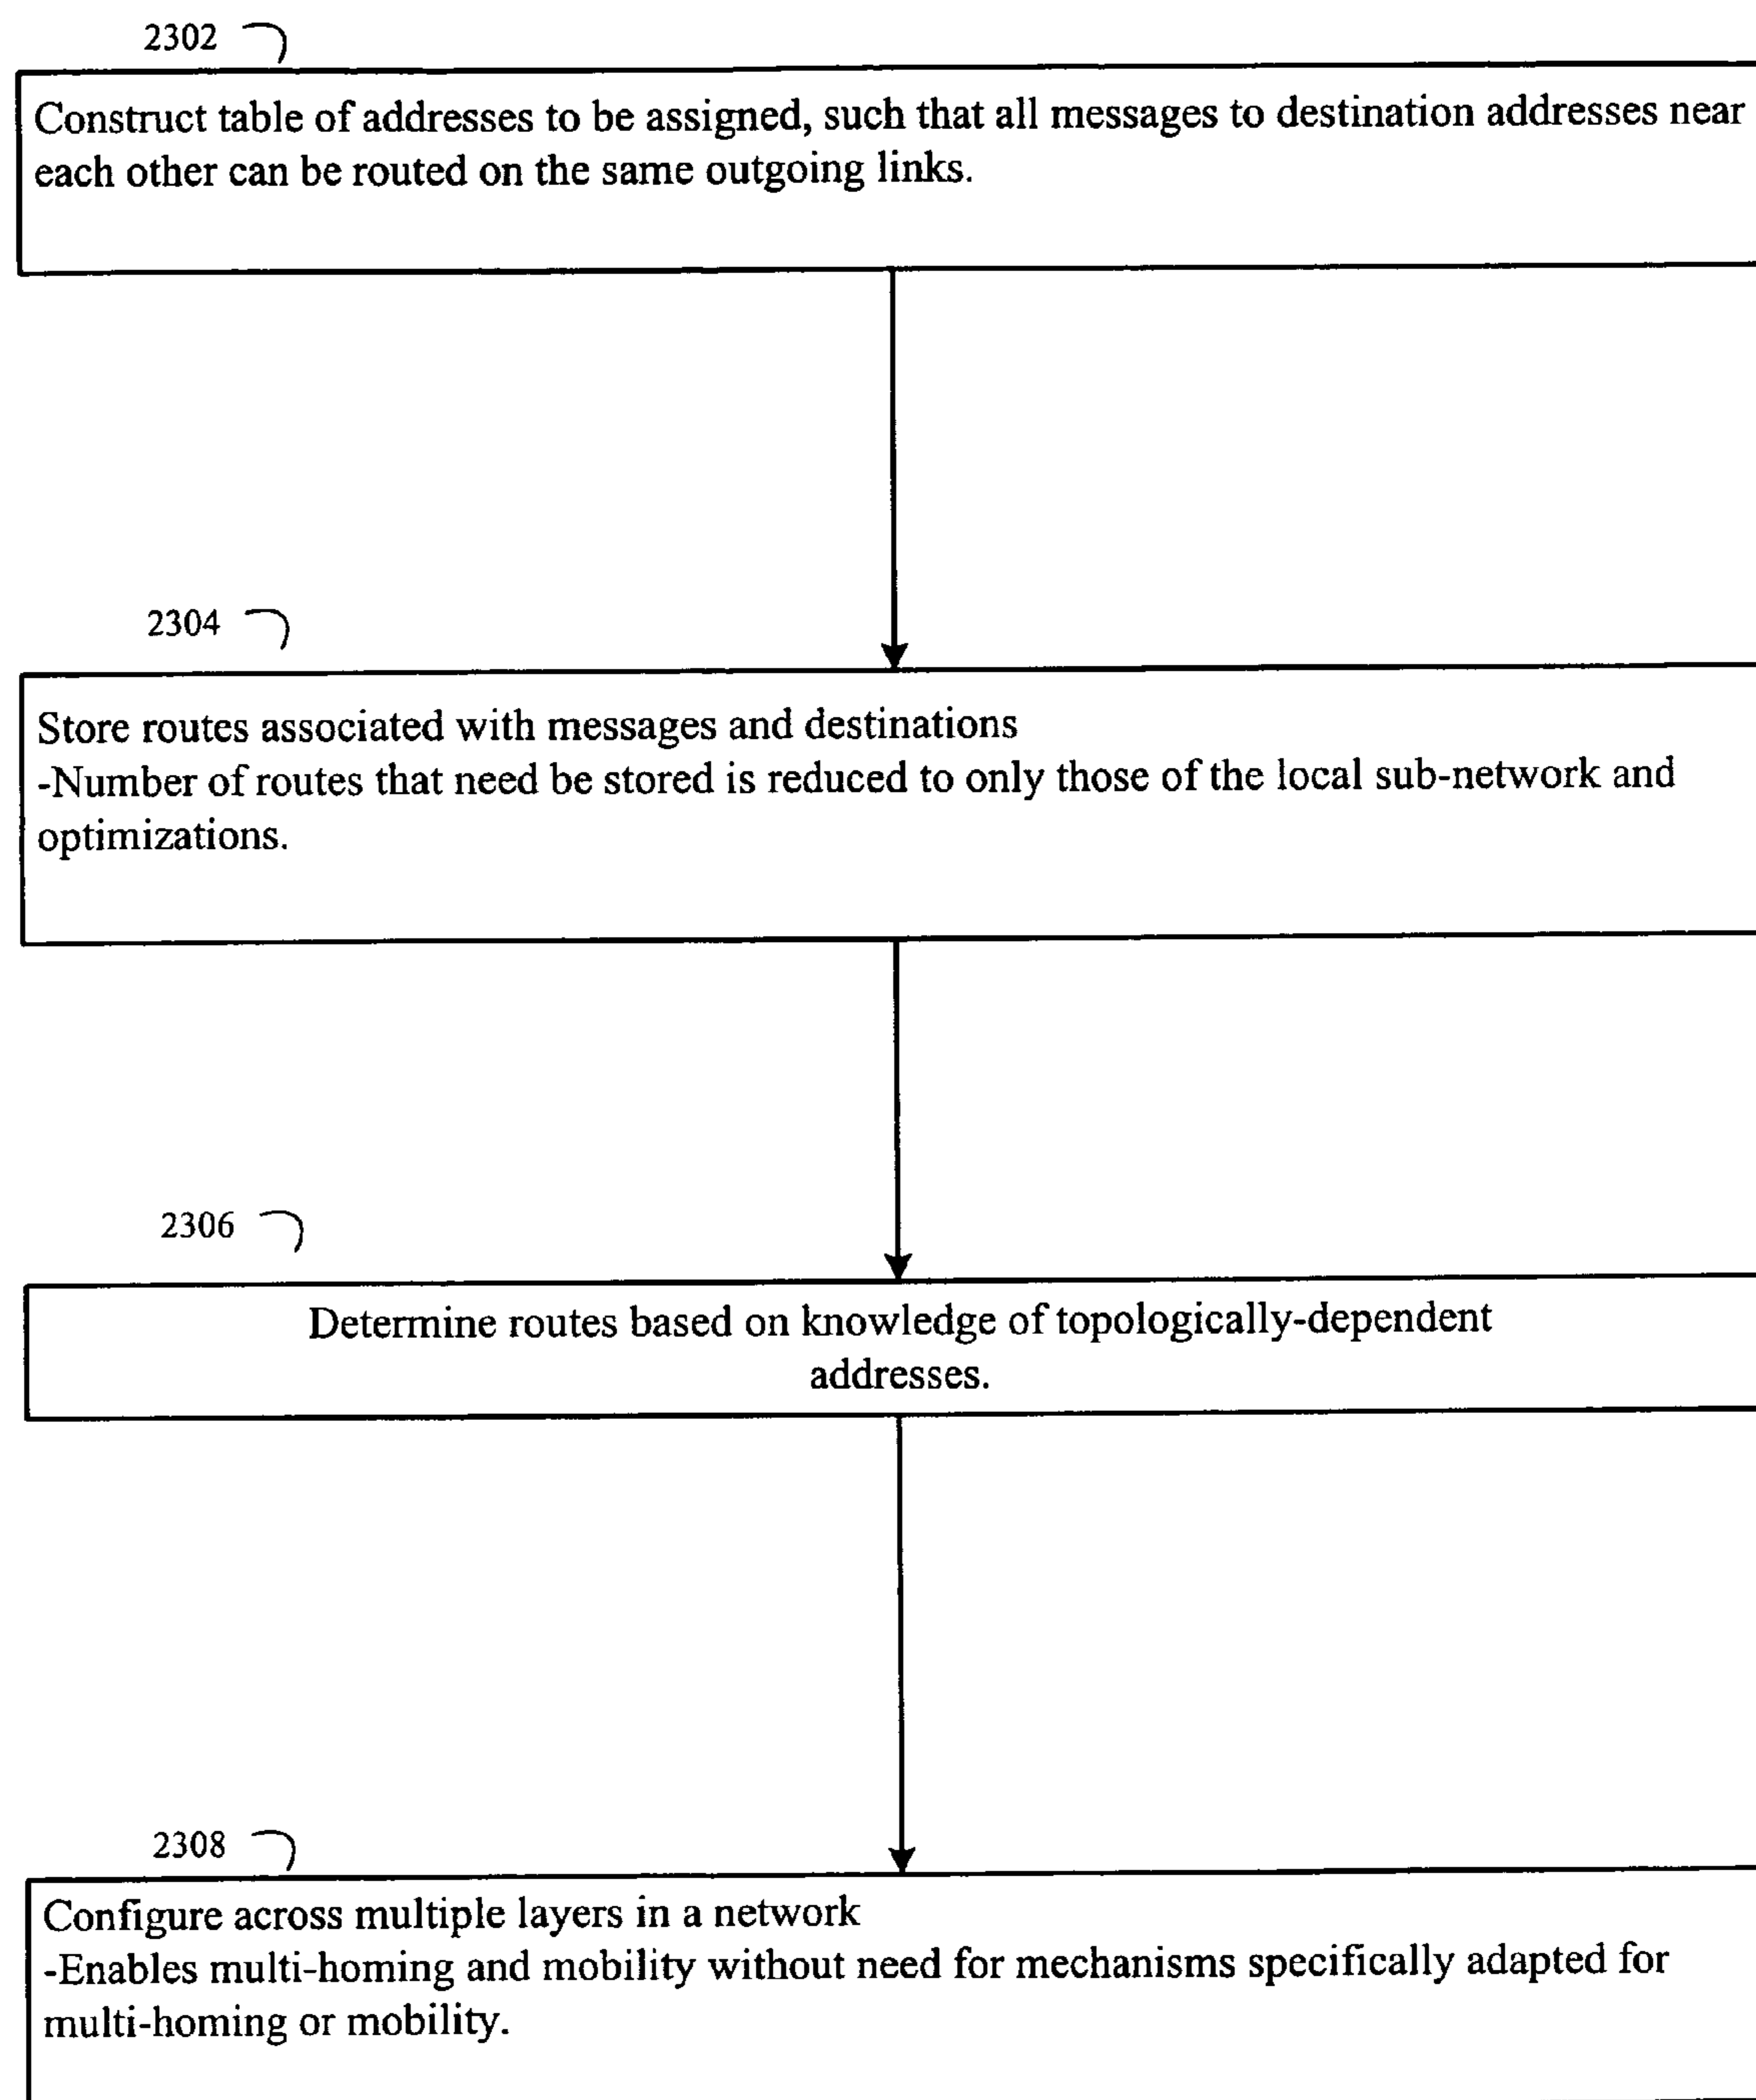 2302
Construct table of addresses to be assigned, such that all messages to destination addresses near
each other can be routed on the same outgoing links.
2304
Store routes associated with messages and destinations
-Number of routes that need be stored is reduced to only those of the local sub-network and
optimizations.
2306
Determine routes based on knowledge of topologically-dependent
addresses.
2308
Configure across multiple layers in a network
-Enables multi-homing and mobility without need for mechanisms specifically adapted for
multi-homing or mobility.